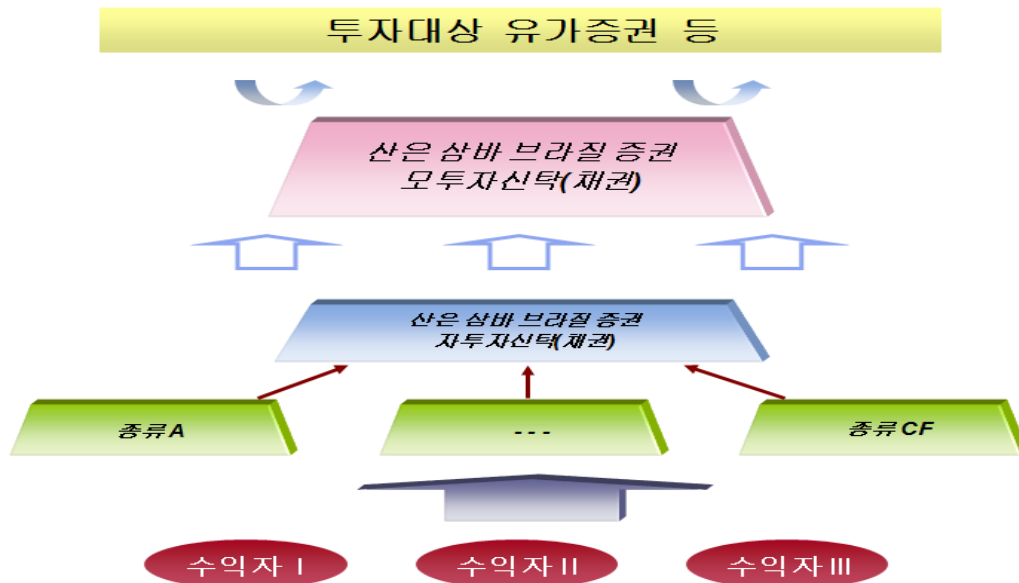 투자대상 유가증권 등
산은 삼바 브라질 증권
모투자신탁(채권)
산은 삼바 브라질 증권
자투자신탁(채권)
종류A
---
종류CF
수익자 I
수익자 II
수익자 III